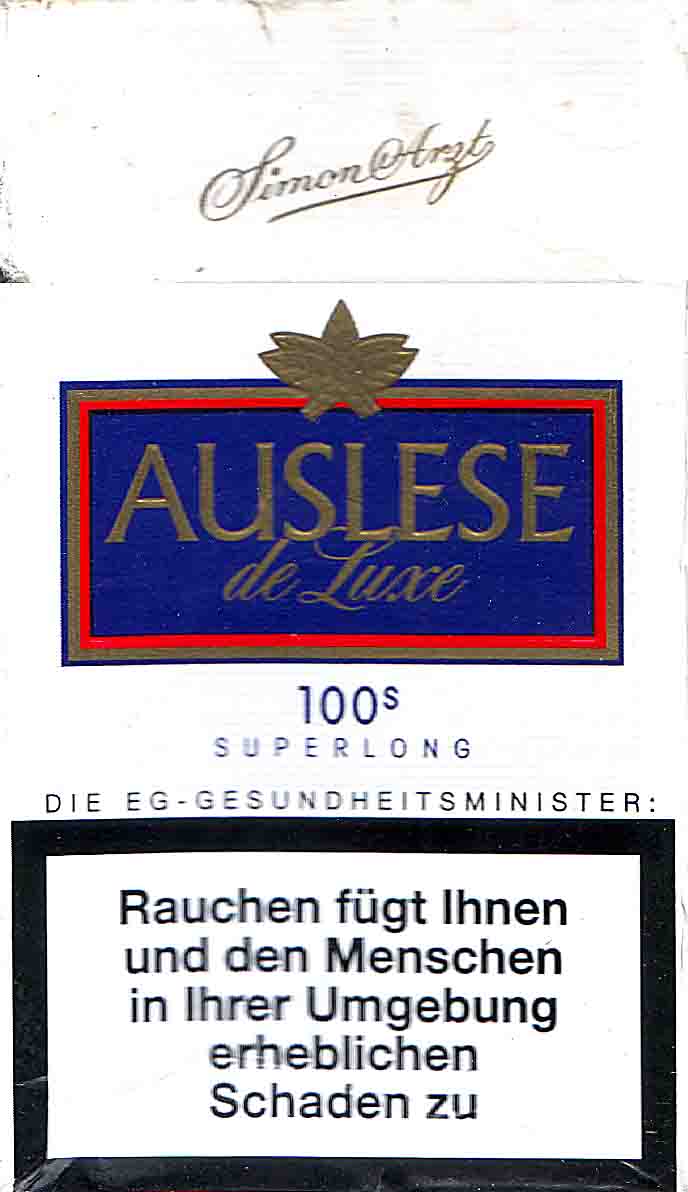 Simon Arzt
AUSLESE
de Luxe
100s
SUPERLONG
DIE EG-GESUNDHEITSMINISTER:
Rauchen fügt Ihnen
und den Menschen
in Ihrer Umgebung
erheblichen
Schaden zu